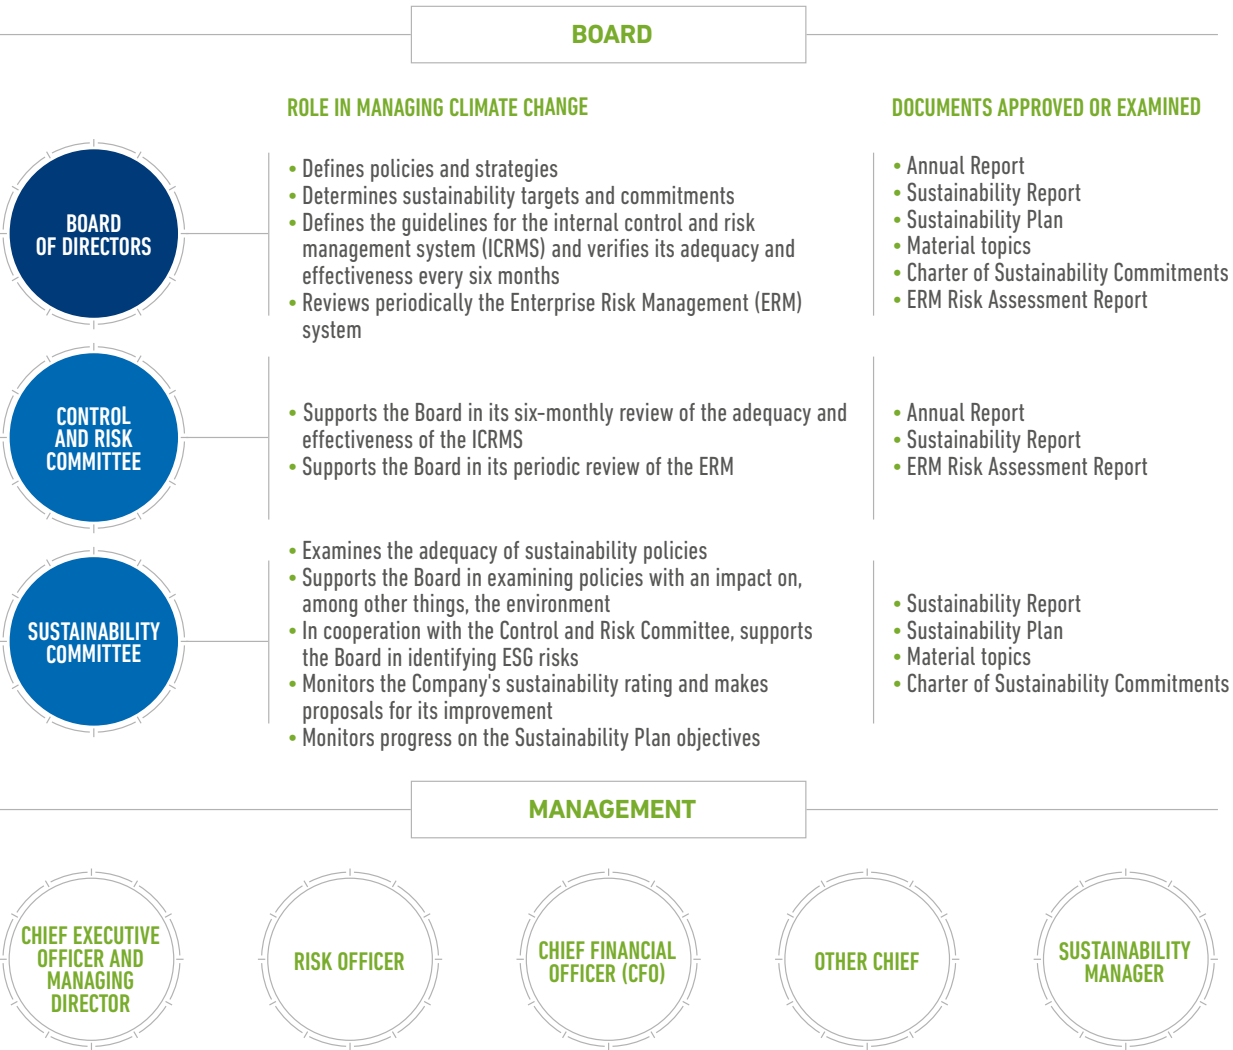 BOARD
ROLE IN MANAGING CLIMATE CHANGE
DOCUMENTS APPROVED OR EXAMINED
BOARD
OF DIRECTORS
• Defines policies and strategies
• Determines sustainability targets and commitments
• Defines the guidelines for the internal control and risk
management system (ICRMS) and verifies its adequacy and
effectiveness every six months
• Reviews periodically the Enterprise Risk Management (ERM)
system
• Annual Report
• Sustainability Report
• Sustainability Plan
• Material topics
• Charter of Sustainability Commitments
• ERM Risk Assessment Report
CONTROL
AND RISK
COMMITTEE
• Supports the Board in its six-monthly review of the adequacy and
effectiveness of the ICRMS
• Supports the Board in its periodic review of the ERM
• Annual Report
• Sustainability Report
• ERM Risk Assessment Report
SUSTAINABILITY
COMMITTEE
• Examines the adequacy of sustainability policies
• Supports the Board in examining policies with an impact on,
among other things, the environment
• In cooperation with the Control and Risk Committee, supports
the Board in identifying ESG risks
• Monitors the Company's sustainability rating and makes
proposals for its improvement
• Monitors progress on the Sustainability Plan objectives
• Sustainability Report
• Sustainability Plan
• Material topics
• Charter of Sustainability Commitments
MANAGEMENT
CHIEF EXECUTIVE
OFFICER AND
MANAGING
DIRECTOR
RISK OFFICER
CHIEF FINANCIAL
OFFICER (CFO)
OTHER CHIEF
SUSTAINABILITY
MANAGER